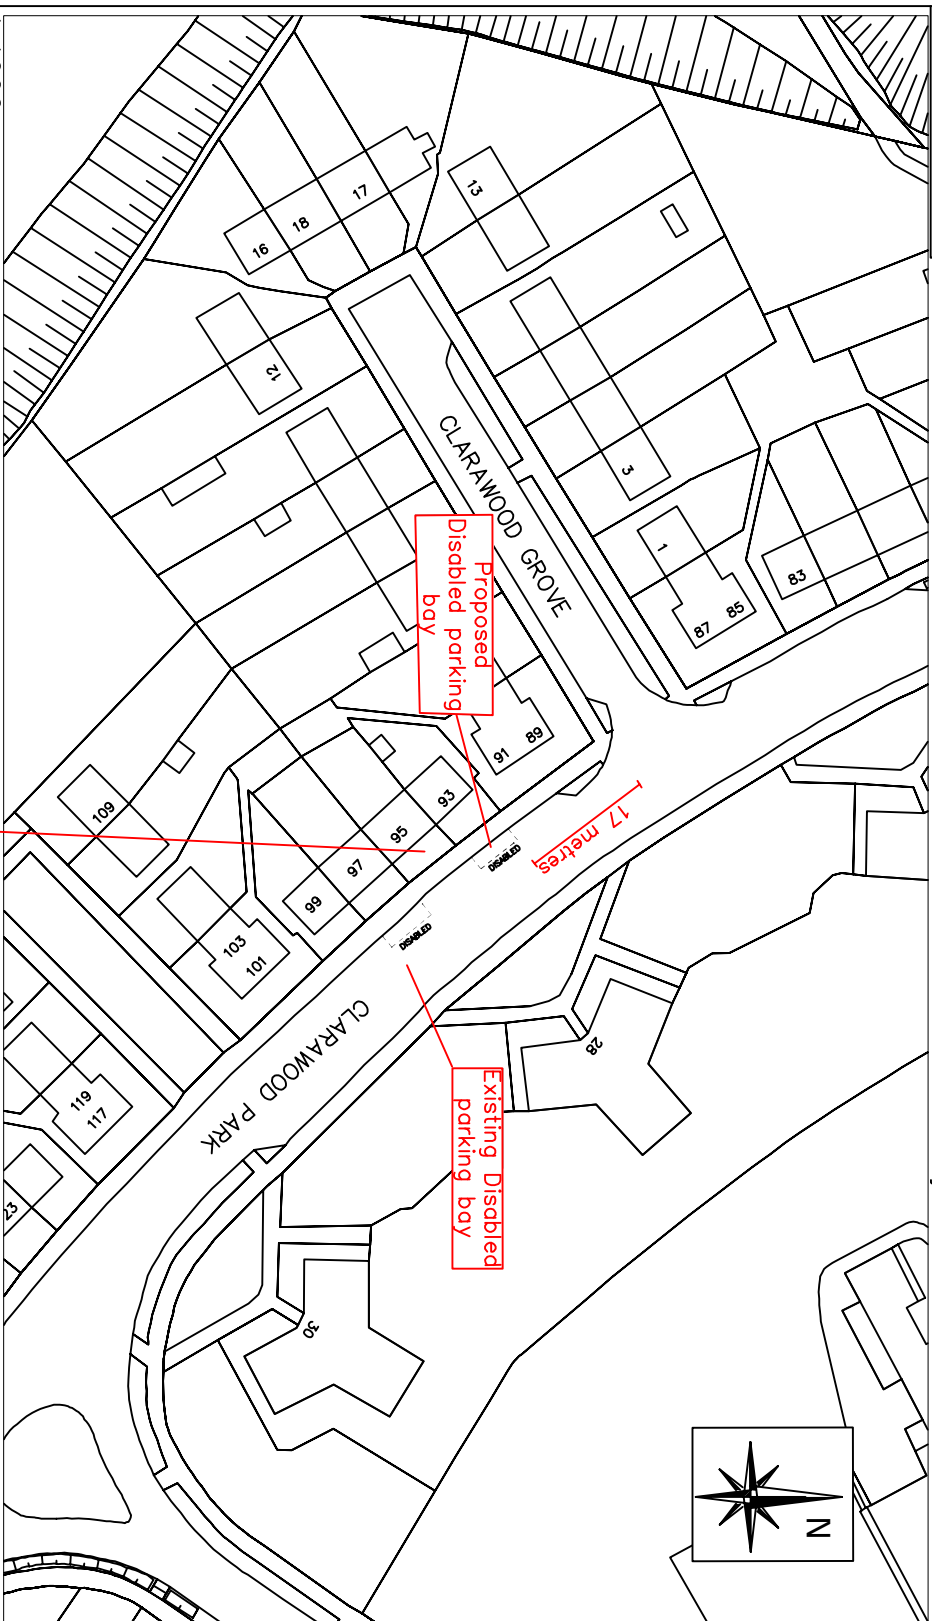 13
17
18
16
12
3
1
83
85
87
CLARAWOOD GROVE
Proposed
Disabled parking
bay
89
91
93
95
97
99
17 metres
DISABLED
DISABLED
109
103
101
CLARAWOOD PARK
28
Existing Disabled
parking bay
119
117
23
30
N